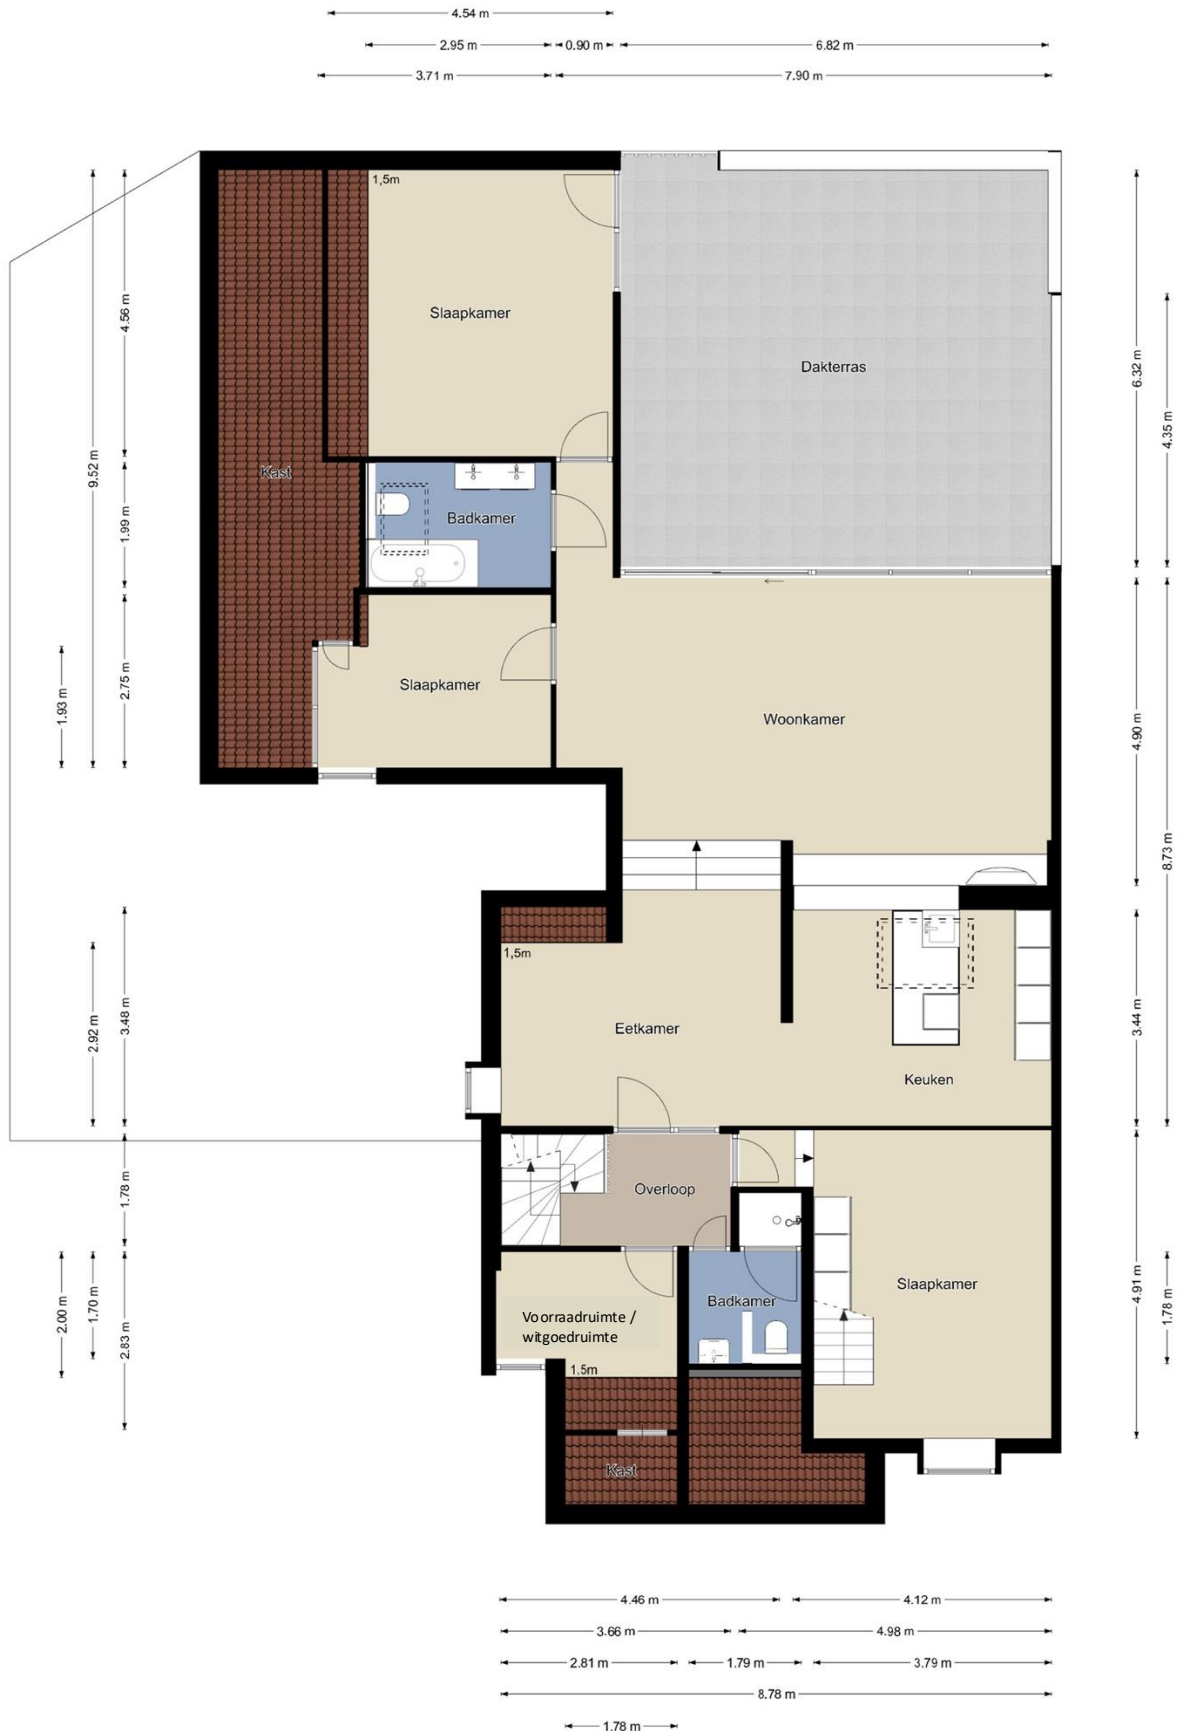 4.54 m
2.95 m
0.90 m
6.82 m
3.71 m
7.90 m
1,5m
Slaapkamer
Dakterras
4.56 m
6.32 m
4.35 m
9.52 m
Kast
Badkamer
1.99 m
Slaapkamer
Woonkamer
2.75 m
1.93 m
4.90 m
8.73 m
1,5m
Eetkamer
Keuken
3.48 m
2.92 m
3.44 m
Overloop
1.78 m
Slaapkamer
Badkamer
Voorraadruimte /
witgoedruimte
1.5m
2.00 m
1.70 m
2.83 m
4.91 m
1.78 m
Kast
4.46 m
4.12 m
3.66 m
4.98 m
2.81 m
1.79 m
3.79 m
8.78 m
1.78 m